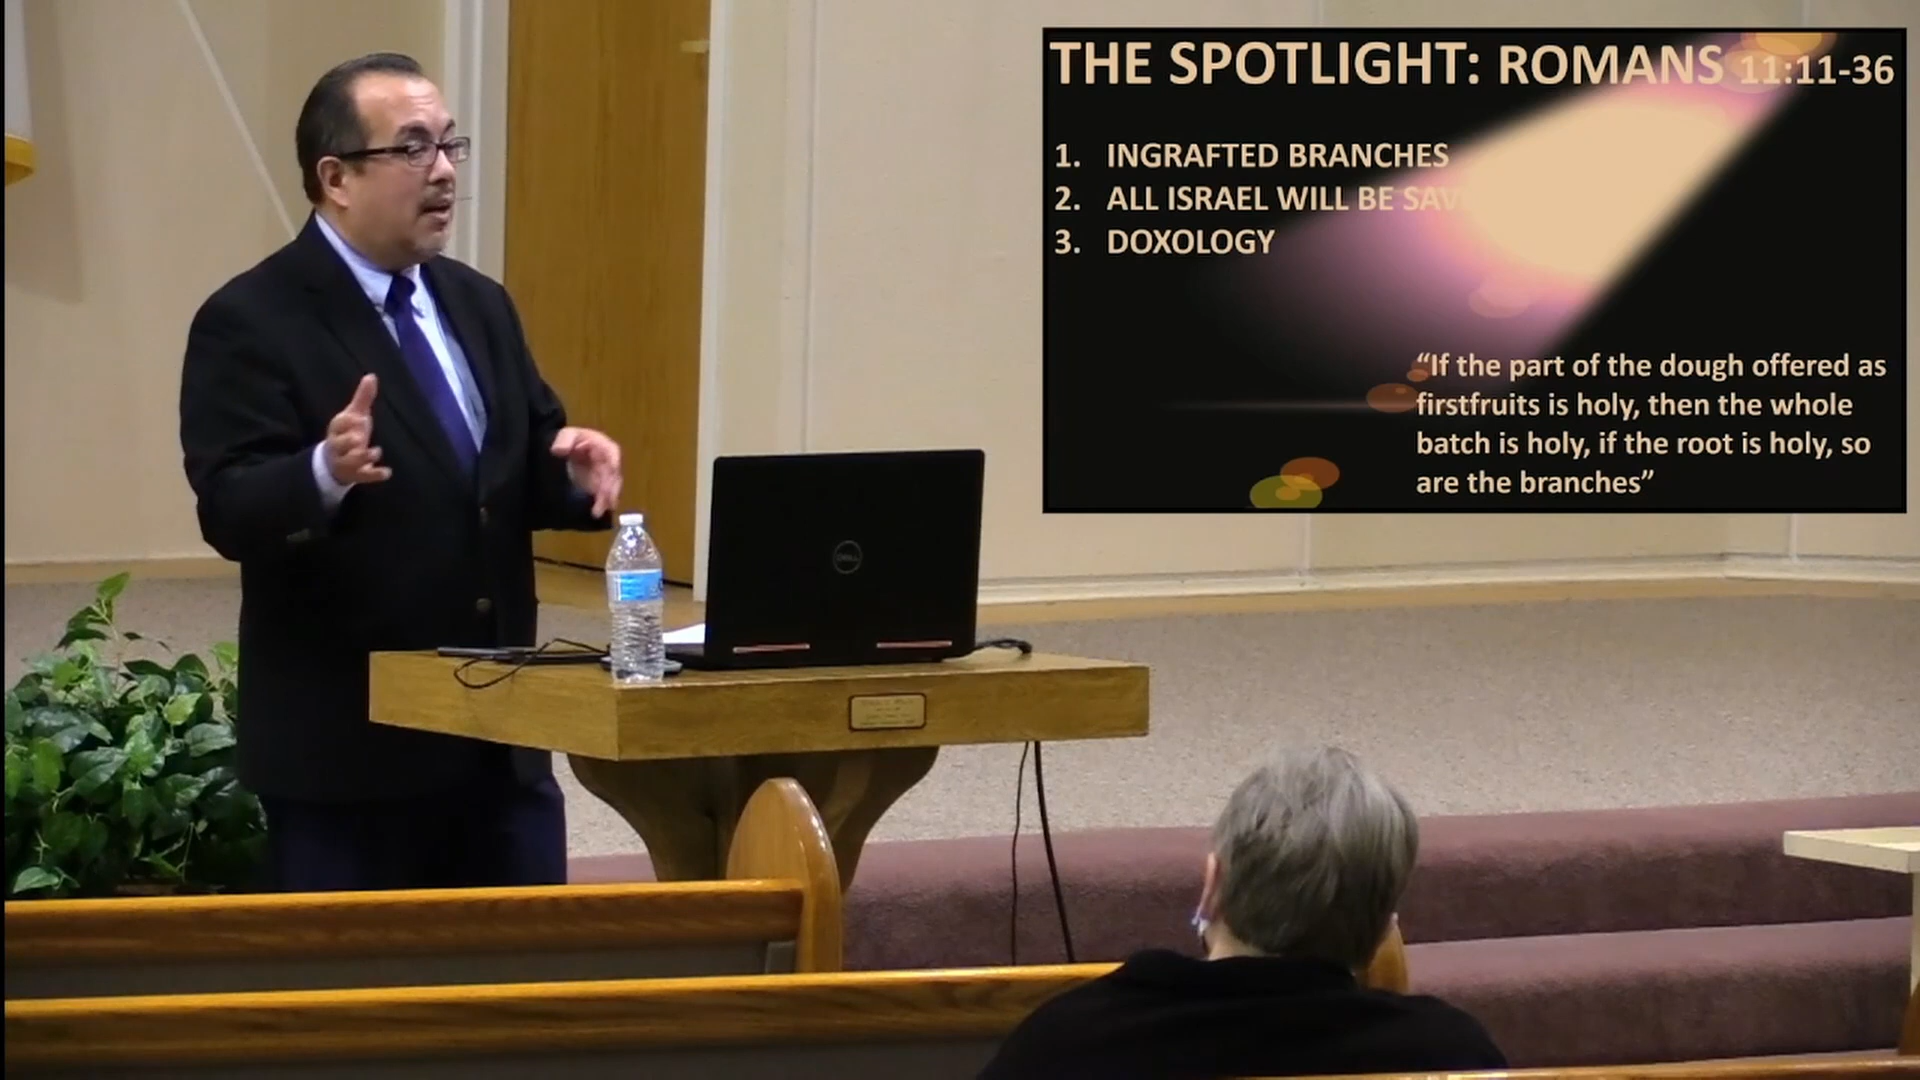 THE SPOTLIGHT: ROMANS 11:11-36
1. INGRAFTED BRANCHES
2. ALL ISRAEL WILL BE SAV
3. DOXOLOGY
“If the part of the dough offered as
firstfruits is holy, then the whole
batch is holy, if the root is holy, so
are the branches”
DELL